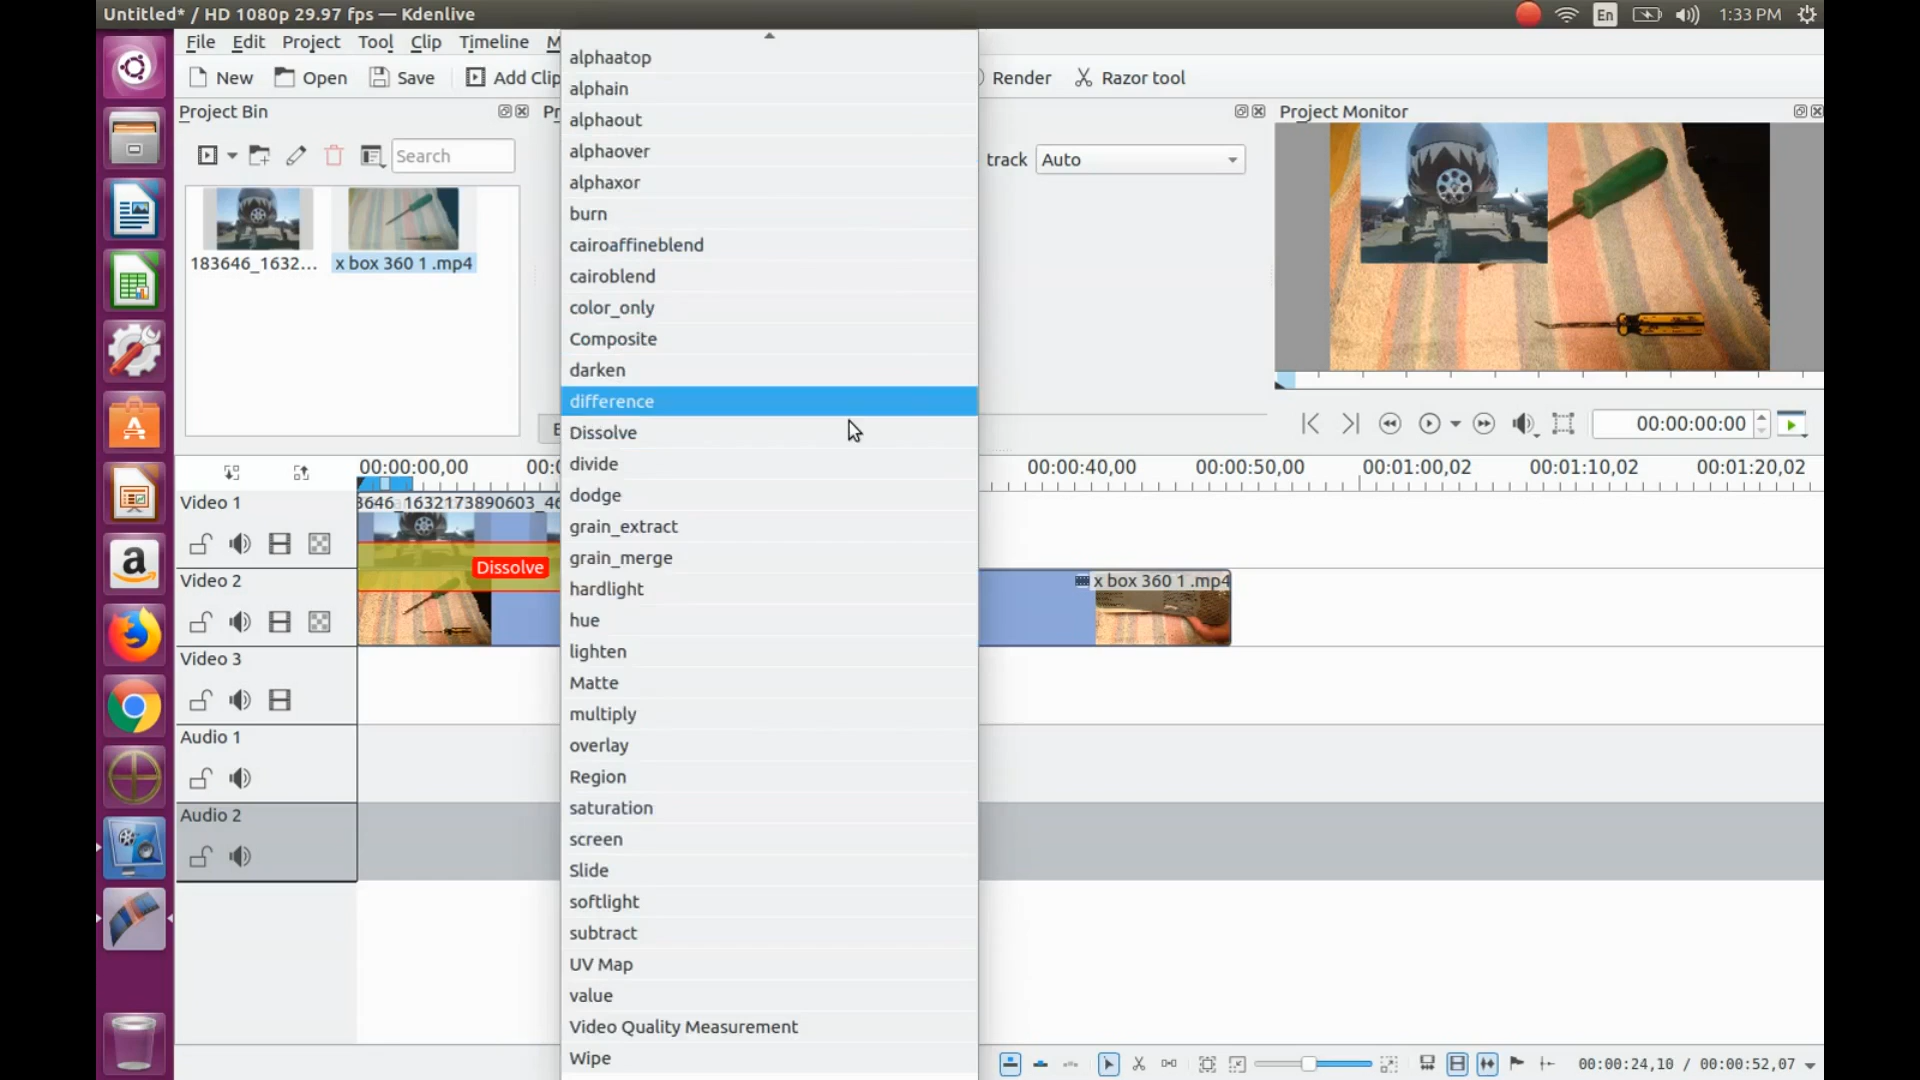 Untitled* / HD 1080p 29.97 fps — Kdenlive
En
1:33 PM
File Edit Project Tool Clip Timeline M
New Open Save Add Clip Render Razor tool
Project Bin
Search
183646_1632...
x box 360 1 .mp4
alphaatop
alphain
alphaout
alphaover
alphaxor
burn
cairoaffineblend
cairoblend
color_only
Composite
darken
difference
Dissolve
divide
dodge
grain_extract
grain_merge
hardlight
hue
lighten
Matte
multiply
overlay
Region
saturation
screen
Slide
softlight
subtract
UV Map
value
Video Quality Measurement
Wipe
track Auto
Project Monitor
00:00:00:00
00:00:00,00 00:00:40,00 00:00:50,00 00:01:00,02 00:01:10,02 00:01:20,02
Video 1
3646_1632173890603_46
Dissolve
Video 2
x box 360 1 .mp4
Video 3
Audio 1
Audio 2
00:00:24,10 / 00:00:52,07